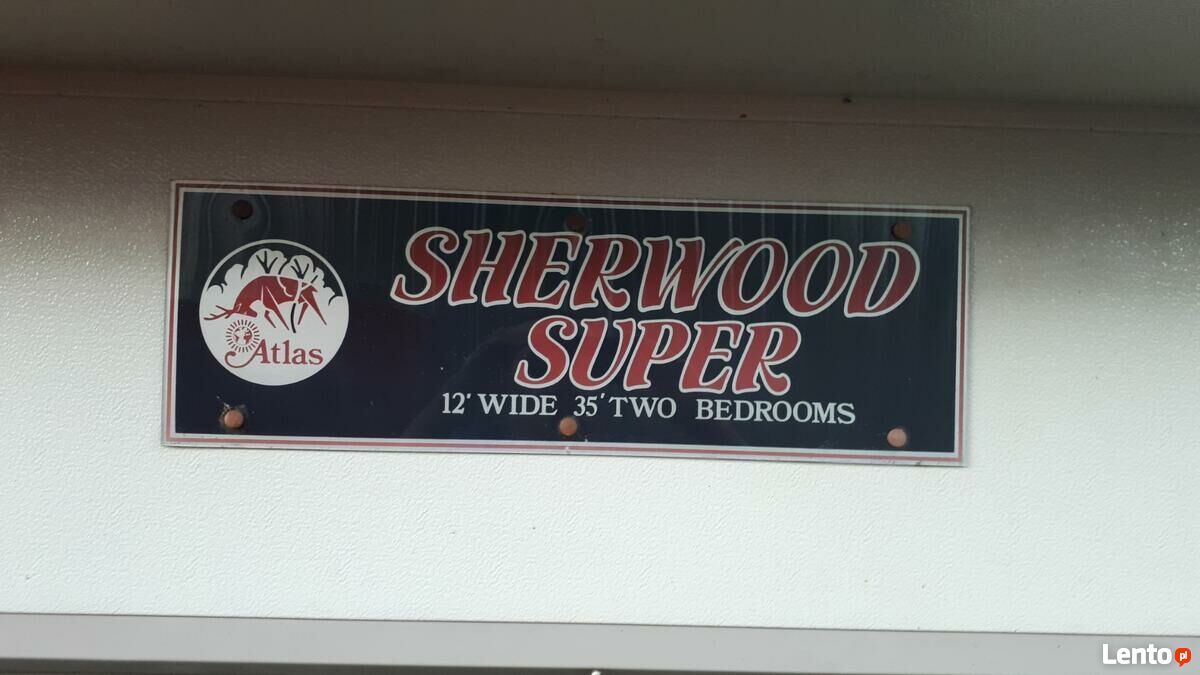 SHERWOOD
SUPER
12' WIDE 35' TWO BEDROOMS
Atlas
Lento pl